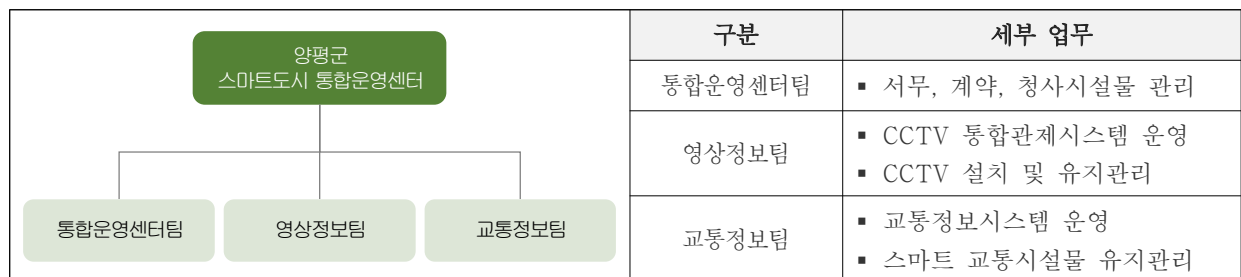 양평군
스마트도시 통합운영센터
통합운영센터팀
영상정보팀
교통정보팀
구분
세부 업무
통합운영센터팀
▪ 서무, 계약, 청사시설물 관리
영상정보팀
▪ CCTV 통합관제시스템 운영
▪ CCTV 설치 및 유지관리
교통정보팀
▪ 교통정보시스템 운영
▪ 스마트 교통시설물 유지관리